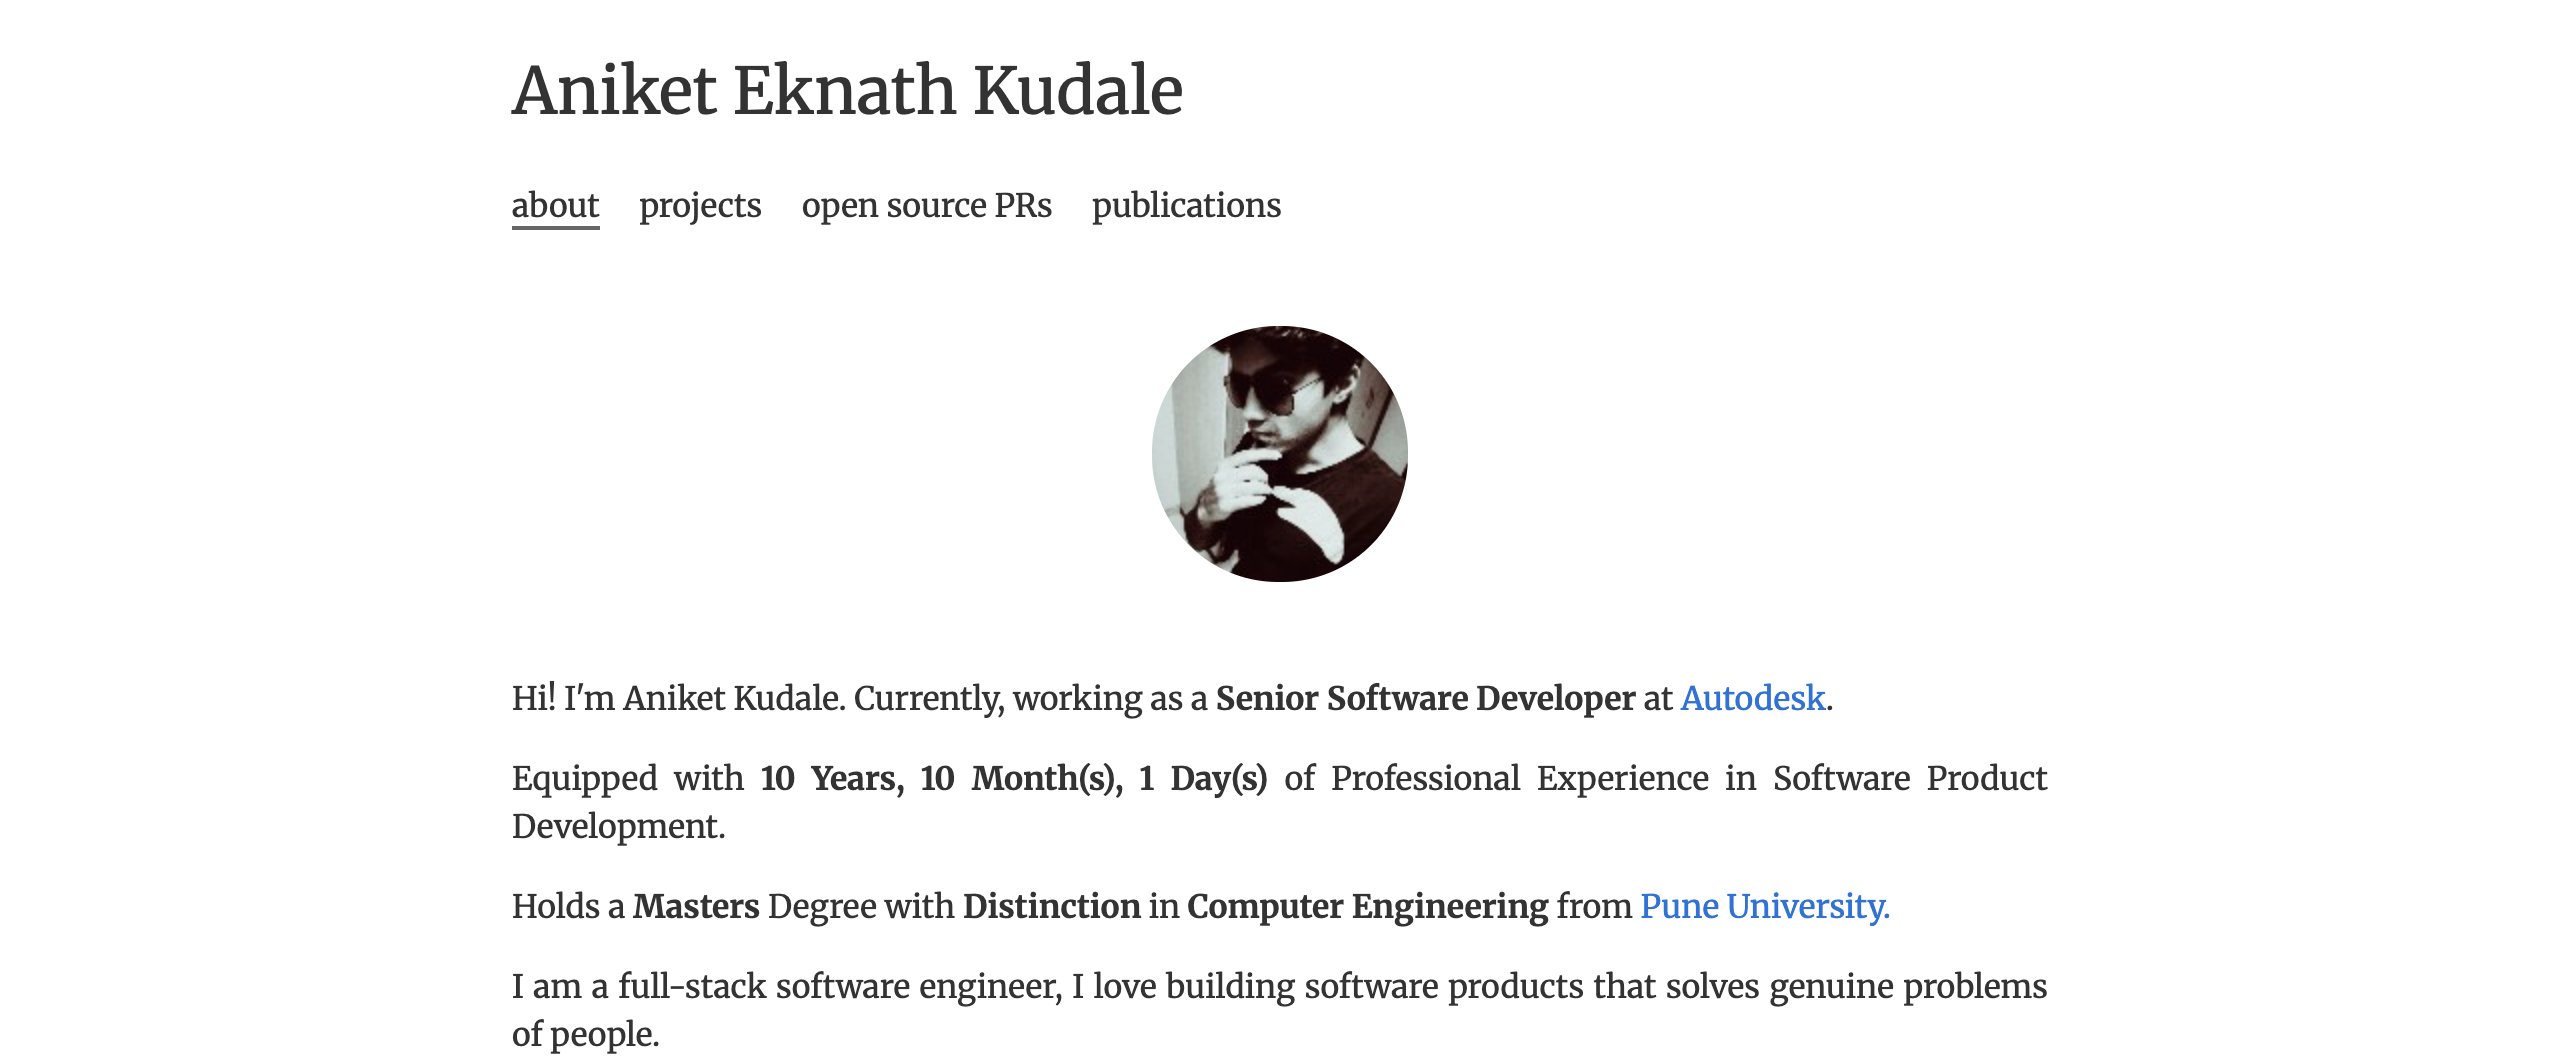 Aniket Eknath Kudale
about projects open source PRs publications
Hi! I'm Aniket Kudale. Currently, working as a Senior Software Developer at Autodesk.
Equipped with 10 Years, 10 Month(s), 1 Day(s) of Professional Experience in Software Product
Development.
Holds a Masters Degree with Distinction in Computer Engineering from Pune University.
I am a full-stack software engineer, I love building software products that solves genuine problems
of people.